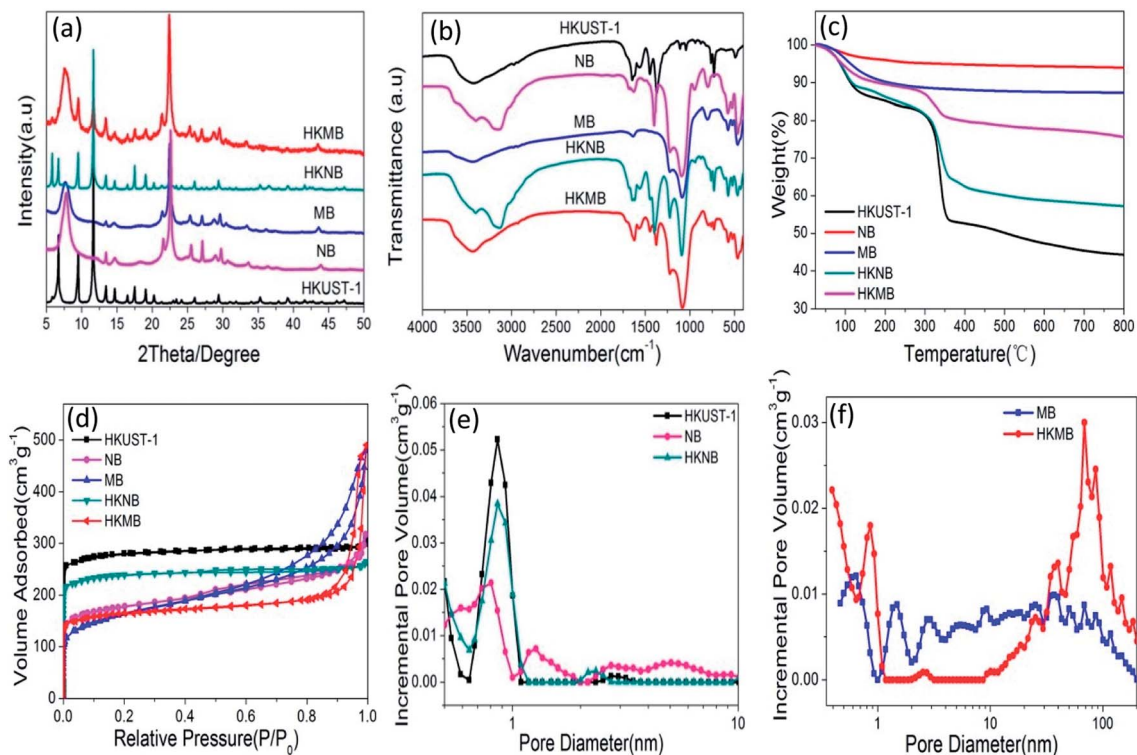 (a)
Intensity(a.u)
HKMB
HKNB
MB
NB
HKUST-1
5 10 15 20 25 30 35 40 45 50
2Theta/Degree
(b)
Transmittance (a.u)
HKUST-1
NB
MB
HKNB
HKMB
4000 3500 3000 2500 2000 1450 1000 500
Wavenumber(cm⁻¹)
(c)
Weight(%)
100
90
80
70
60
50
40
30
HKUST-1
NB
MB
HKNB
HKMB
100 200 300 400 500 600 700 800
Temperature(℃)
(d)
Volume Adsorbed(cm³g⁻¹)
500
400
300
200
100
0
HKUST-1
NB
MB
HKNB
HKMB
0.0 0.2 0.4 0.6 0.8 1.0
Relative Pressure(P/P₀)
(e)
Incremental Pore Volume(cm³g⁻¹)
0.06
0.05
0.04
0.03
0.02
0.01
0.00
HKUST-1
NB
HKNB
1 10
Pore Diameter(nm)
(f)
Incremental Pore Volume(cm³g⁻¹)
0.03
0.02
0.01
0.00
MB
HKMB
1 10 100
Pore Diameter(nm)